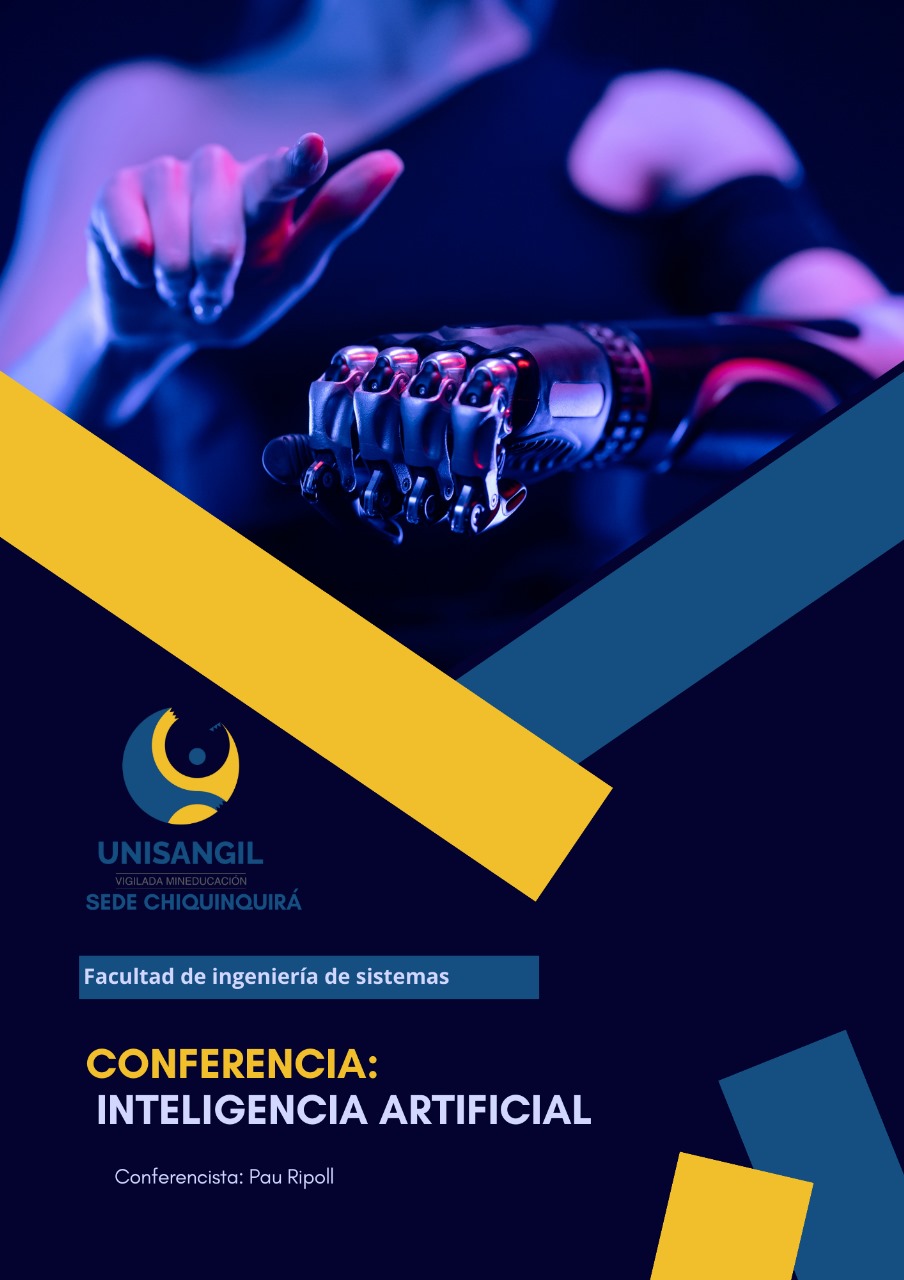 UNISANGIL
VIGILADA MINEDUCACIÓN
SEDE CHIQUINQUIRÁ
Facultad de ingeniería de sistemas
CONFERENCIA:
INTELIGENCIA ARTIFICIAL
Conferencista: Pau Ripoll